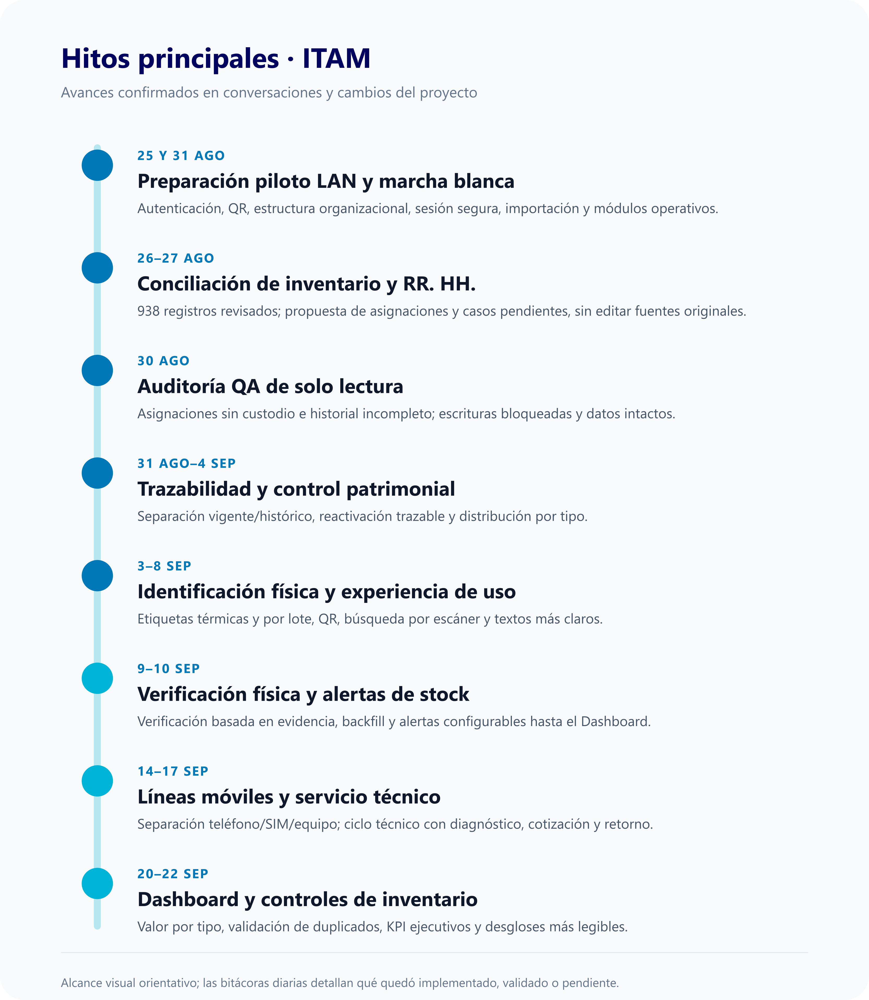 Hitos principales · ITAM
Avances confirmados en conversaciones y cambios del proyecto
25 Y 31 AGO
Preparación piloto LAN y marcha blanca
Autenticación, QR, estructura organizacional, sesión segura, importación y módulos operativos.
26–27 AGO
Conciliación de inventario y RR. HH.
938 registros revisados; propuesta de asignaciones y casos pendientes, sin editar fuentes originales.
30 AGO
Auditoría QA de solo lectura
Asignaciones sin custodio e historial incompleto; escrituras bloqueadas y datos intactos.
31 AGO–4 SEP
Trazabilidad y control patrimonial
Separación vigente/histórico, reactivación trazable y distribución por tipo.
3–8 SEP
Identificación física y experiencia de uso
Etiquetas térmicas y por lote, QR, búsqueda por escáner y textos más claros.
9–10 SEP
Verificación física y alertas de stock
Verificación basada en evidencia, backfill y alertas configurables hasta el Dashboard.
14–17 SEP
Líneas móviles y servicio técnico
Separación teléfono/SIM/equipo; ciclo técnico con diagnóstico, cotización y retorno.
20–22 SEP
Dashboard y controles de inventario
Valor por tipo, validación de duplicados, KPI ejecutivos y desgloses más legibles.
Alcance visual orientativo; las bitácoras diarias detallan qué quedó implementado, validado o pendiente.